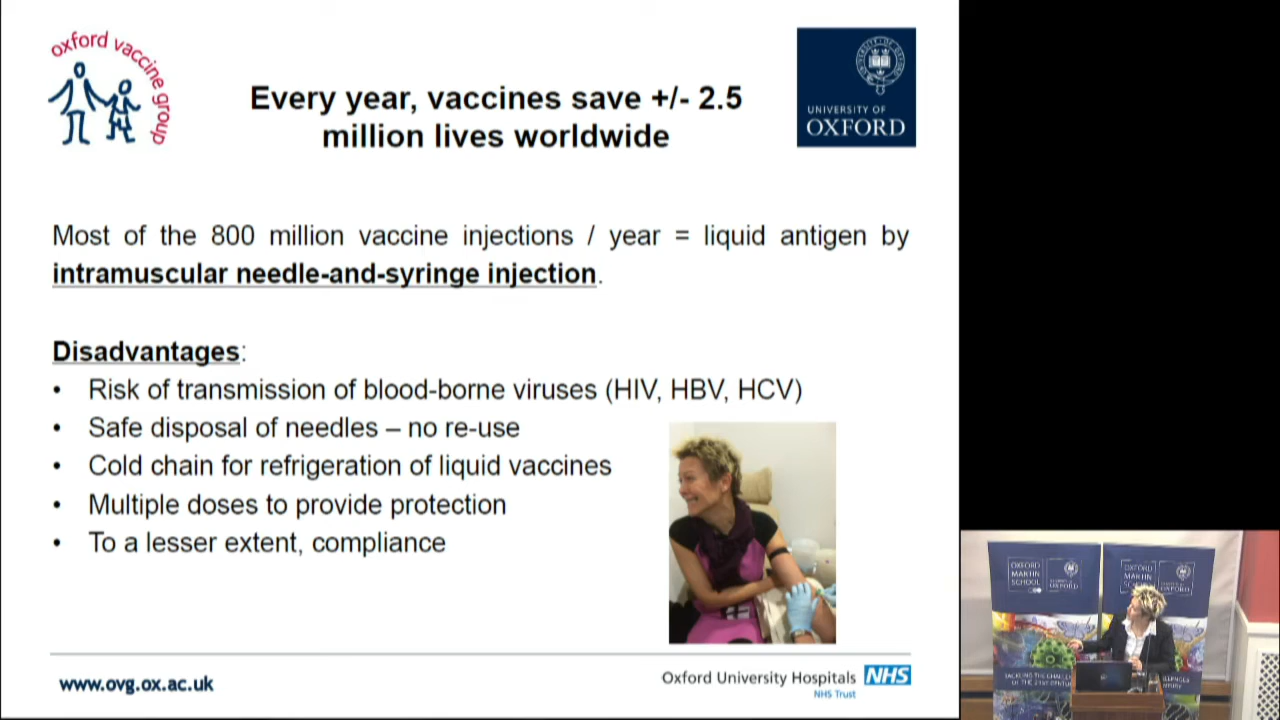 oxford vaccine group
UNIVERSITY OF
OXFORD
Every year, vaccines save +/- 2.5
million lives worldwide
Most of the 800 million vaccine injections / year = liquid antigen by
intramuscular needle-and-syringe injection.
Disadvantages:
• Risk of transmission of blood-borne viruses (HIV, HBV, HCV)
• Safe disposal of needles – no re-use
• Cold chain for refrigeration of liquid vaccines
• Multiple doses to provide protection
• To a lesser extent, compliance
www.ovg.ox.ac.uk
Oxford University Hospitals NHS
NHS Trust
OXFORD
MARTIN
SCHOOL
OXFORD
MARTIN
OXFORD